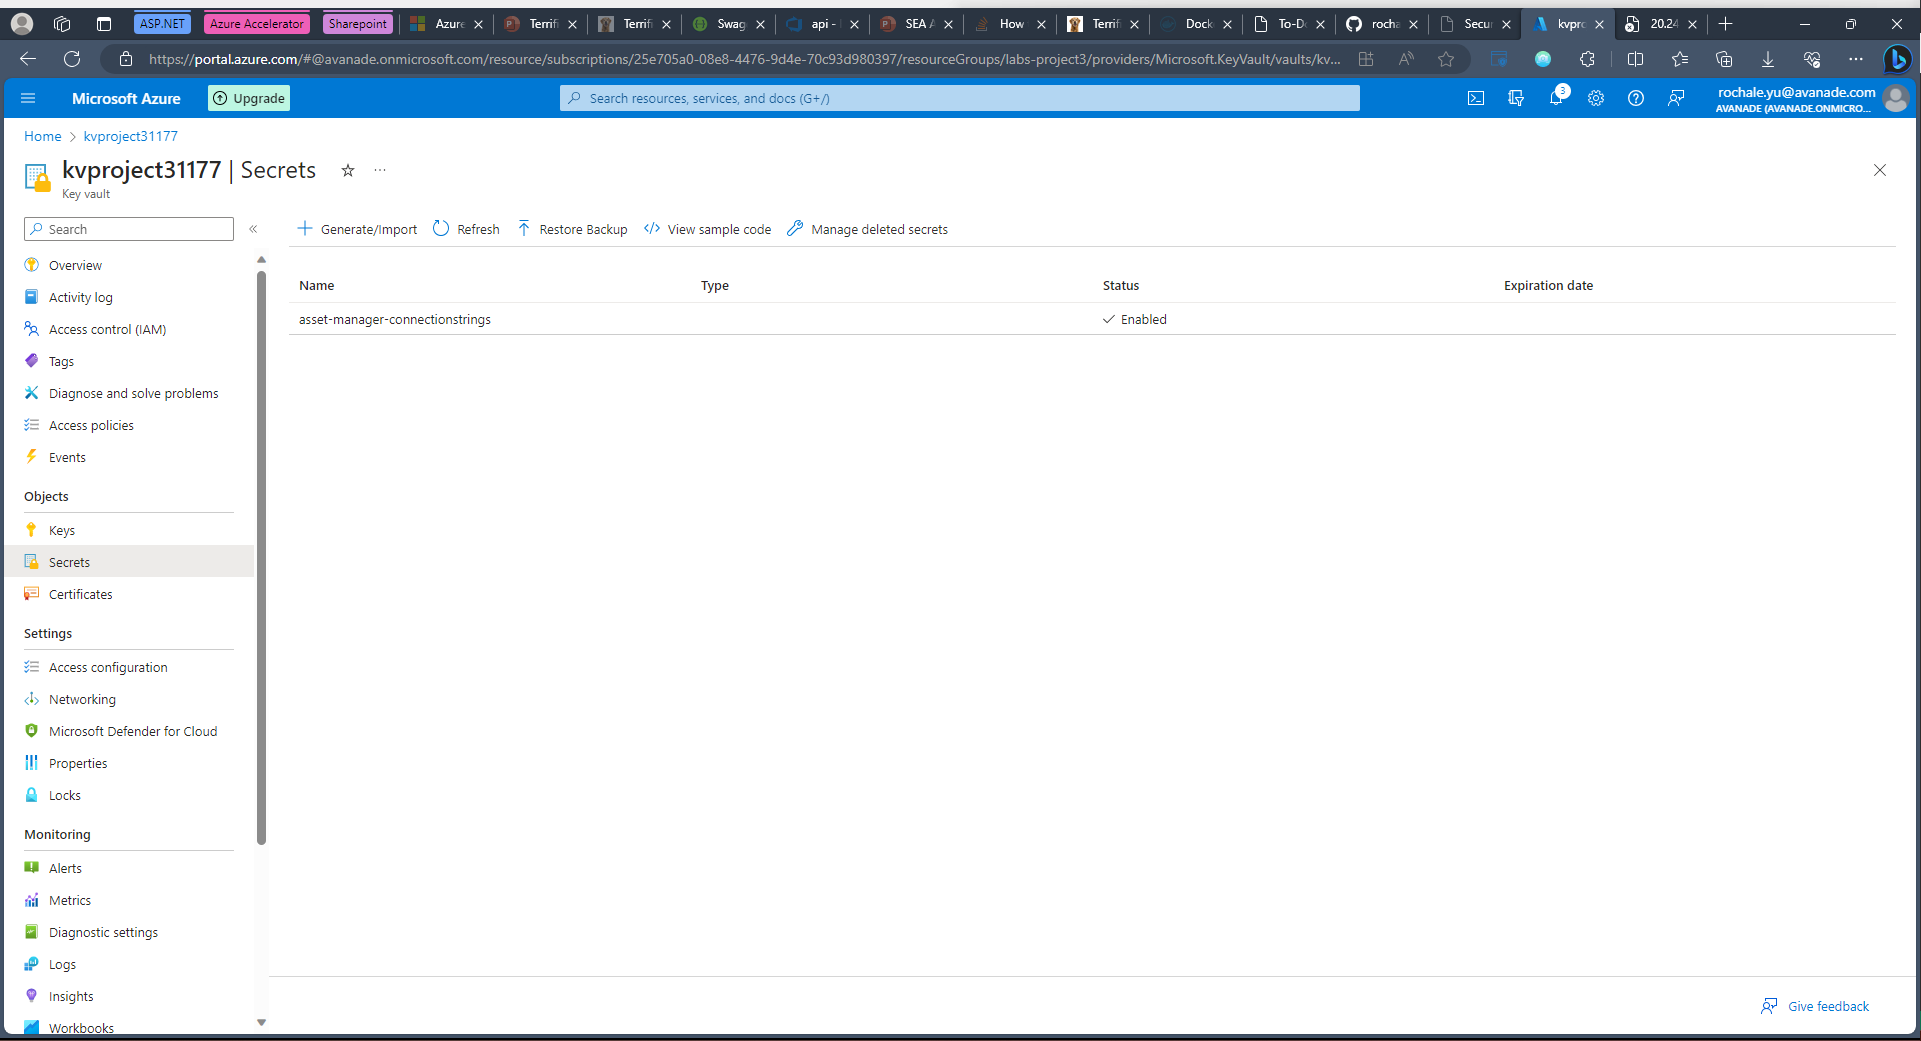 ASP.NET
Azure Accelerator
Sharepoint
Azure
Terrifi
Terrifi
Swag
api -
SEA A
How
Terrifi
Dock
To-D
rocha
Secur
kvpro
20.24
https://portal.azure.com/#@avanade.onmicrosoft.com/resource/subscriptions/25e705a0-08e8-4476-9d4e-70c93d980397/resourceGroups/labs-project3/providers/Microsoft.KeyVault/vaults/kv...
Microsoft Azure
Upgrade
Search resources, services, and docs (G+/)
3
rochale.yu@avanade.com
AVANADE (AVANADE.ONMICRO...
Home > kvproject31177
kvproject31177 | Secrets
Key vault
Search
Generate/Import
Refresh
Restore Backup
View sample code
Manage deleted secrets
Overview
Activity log
Access control (IAM)
Tags
Diagnose and solve problems
Access policies
Events
Objects
Keys
Secrets
Certificates
Settings
Access configuration
Networking
Microsoft Defender for Cloud
Properties
Locks
Monitoring
Alerts
Metrics
Diagnostic settings
Logs
Insights
Workbooks
Name Type Status Expiration date
asset-manager-connectionstrings Enabled
Give feedback